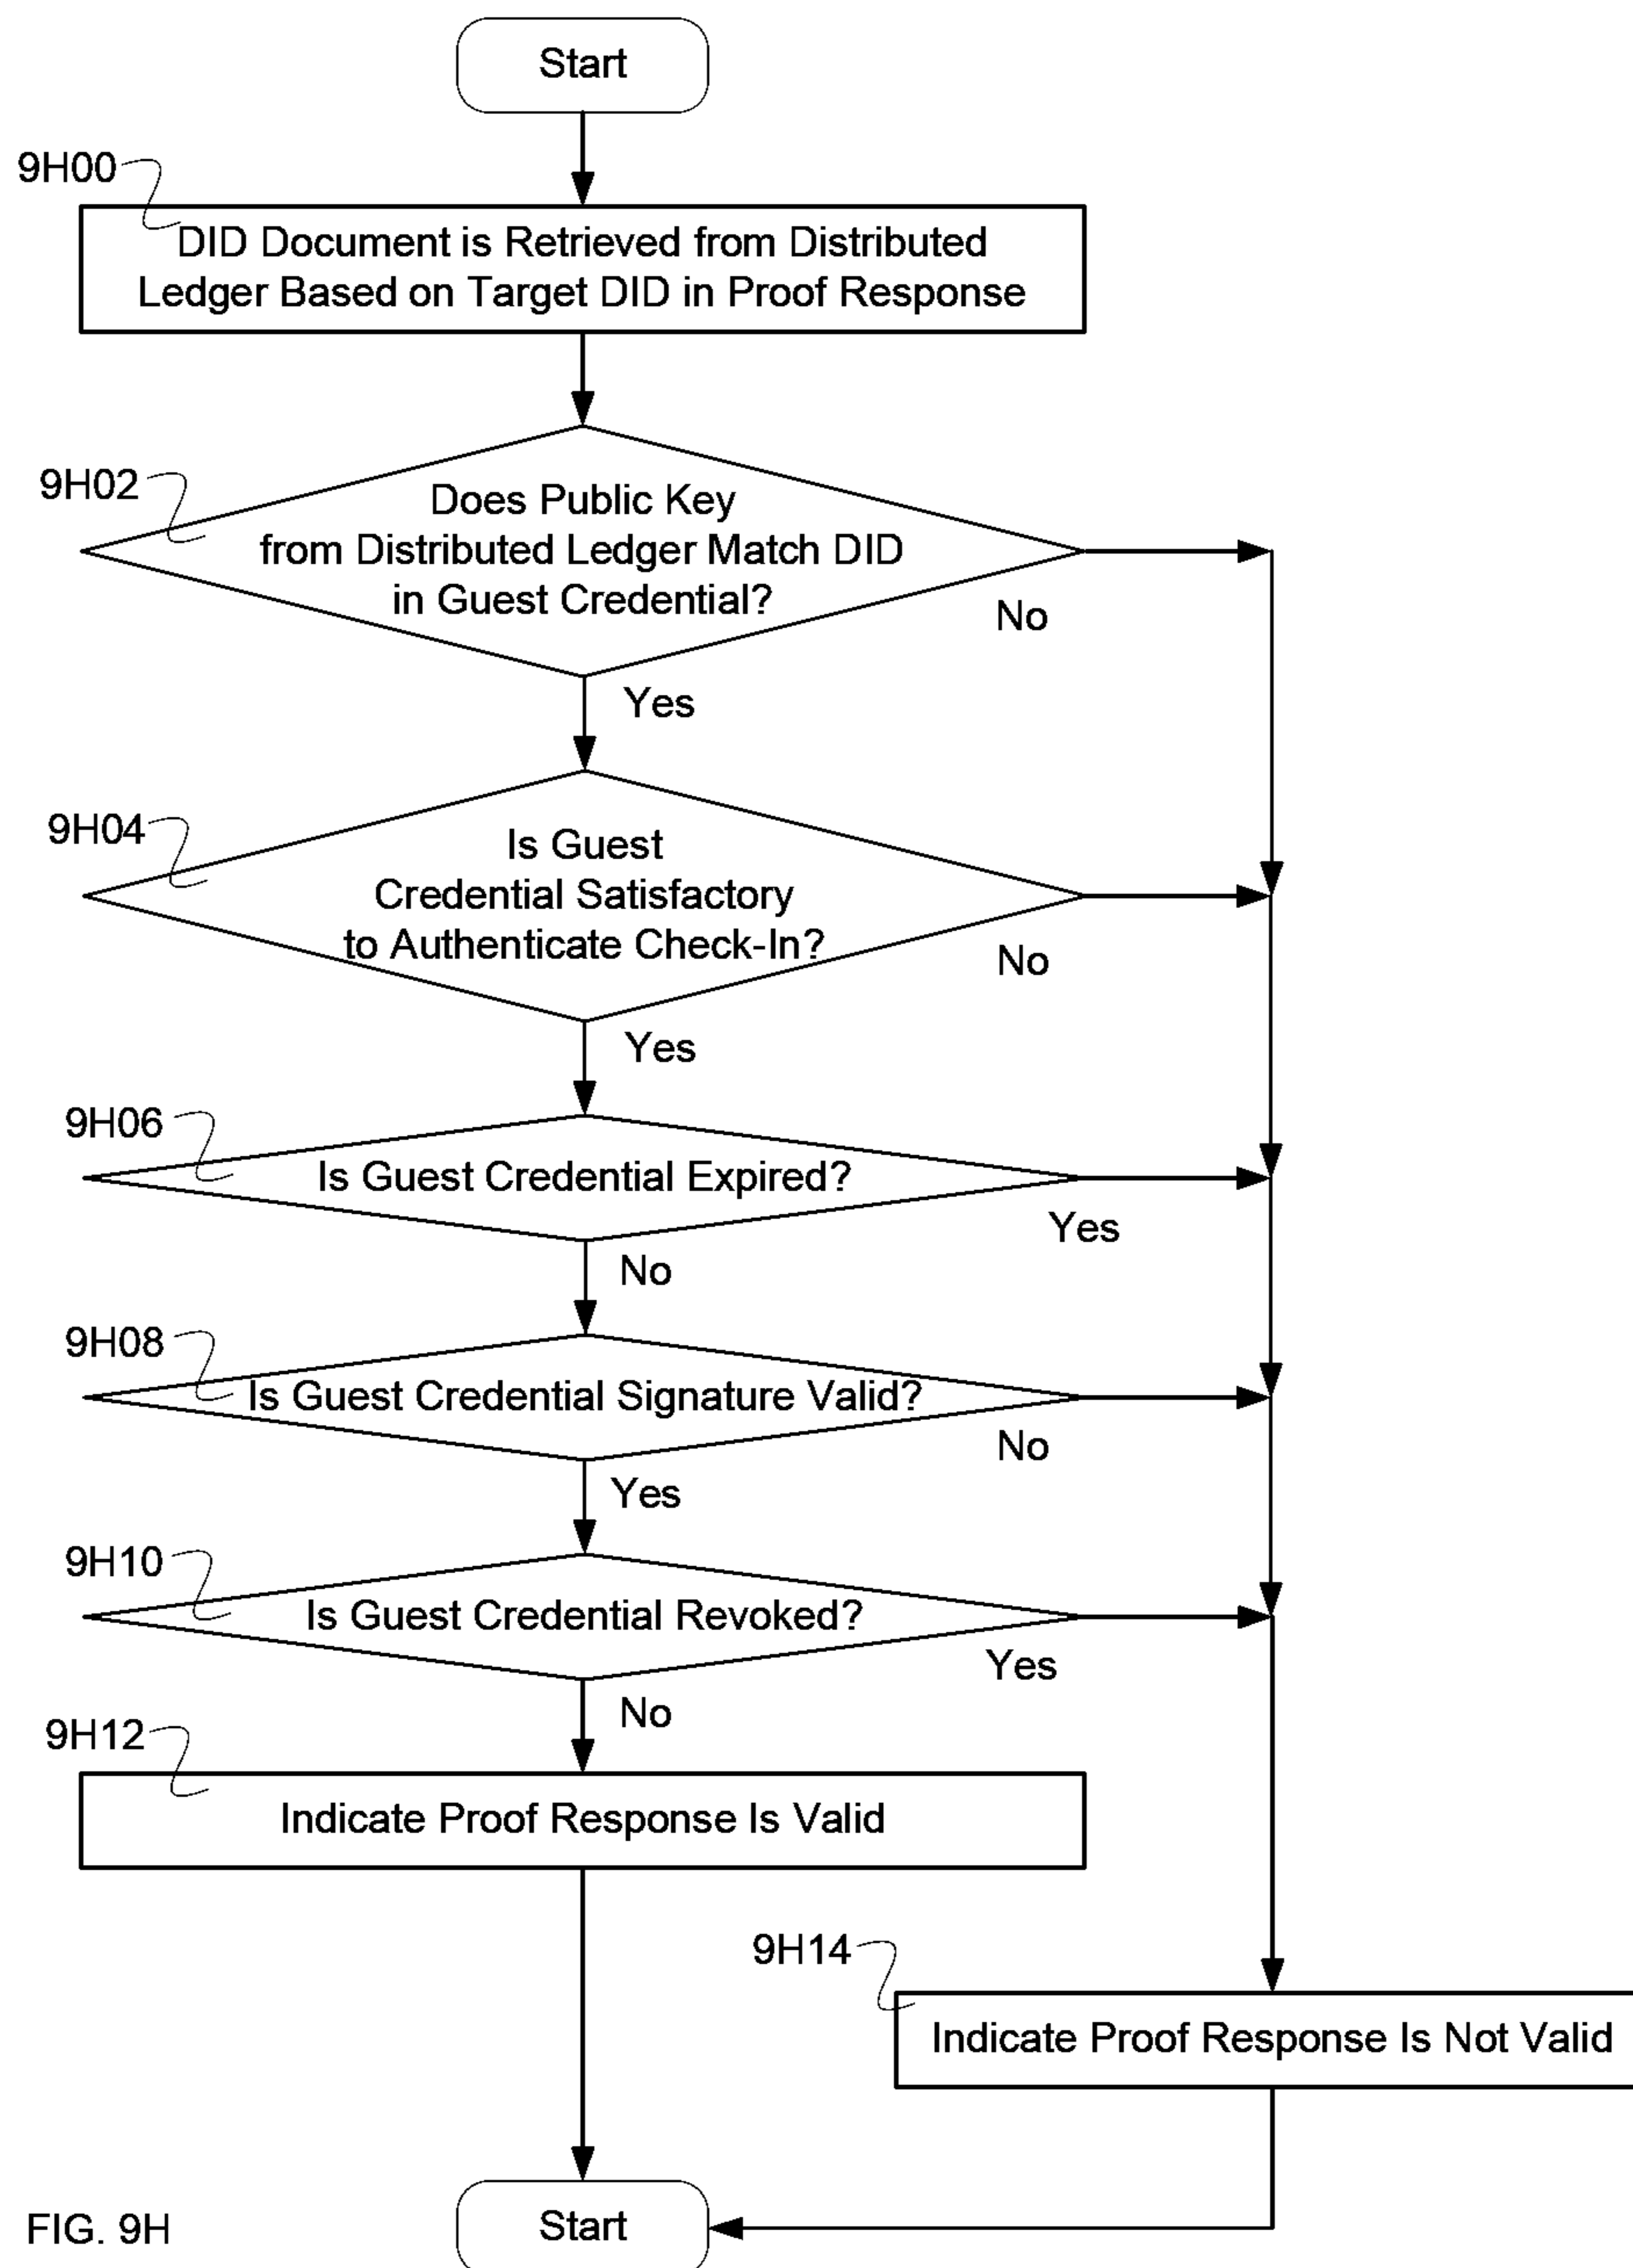 Start
9H00
DID Document is Retrieved from Distributed
Ledger Based on Target DID in Proof Response
9H02
Does Public Key
from Distributed Ledger Match DID
in Guest Credential?
No
Yes
9H04
Is Guest
Credential Satisfactory
to Authenticate Check-In?
No
Yes
9H06
Is Guest Credential Expired?
Yes
No
9H08
Is Guest Credential Signature Valid?
No
Yes
9H10
Is Guest Credential Revoked?
Yes
No
9H12
Indicate Proof Response Is Valid
9H14
Indicate Proof Response Is Not Valid
Start
FIG. 9H